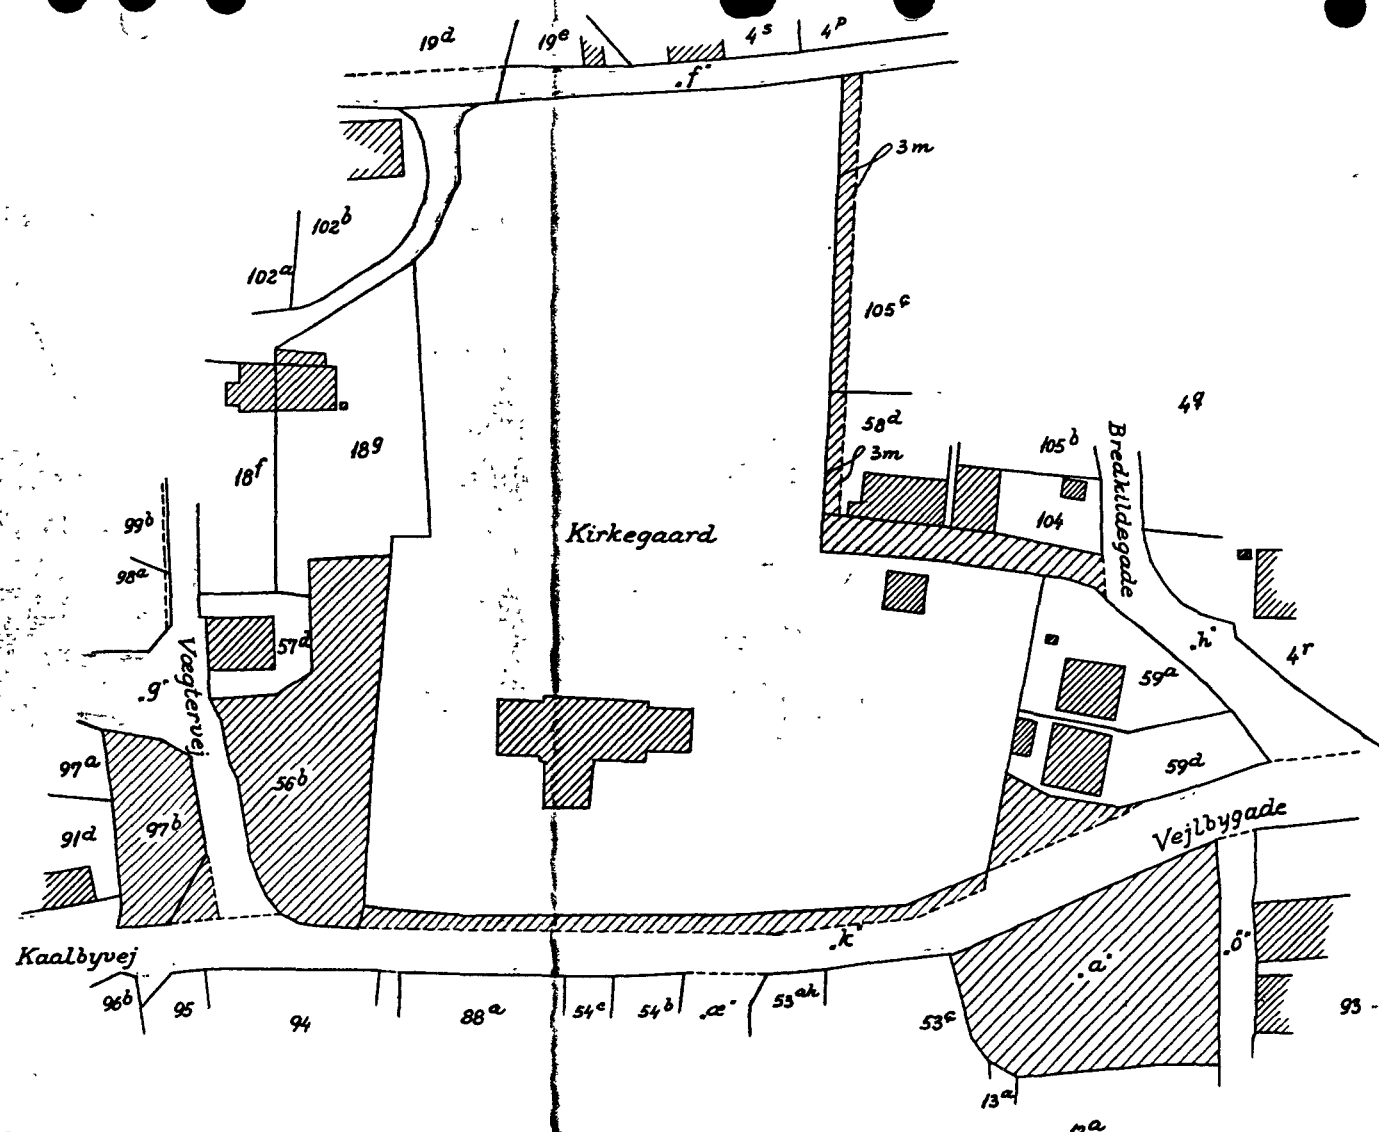 19d
19e
4s
4p
„f“
3m
102b
102a
105c
4q
58d
18g
3m
105b
18f
Bredkildegade
99b
104
Kirkegaard
98a
57d
Vægtervej
„h“
4r
„g“
59a
97a
56b
59d
97b
91d
Vejlbygade
„k“
„ö“
Kaalbyvej
„a“
96b
95
94
88a
54c
54b
„æ“
53ah
53c
93
13a